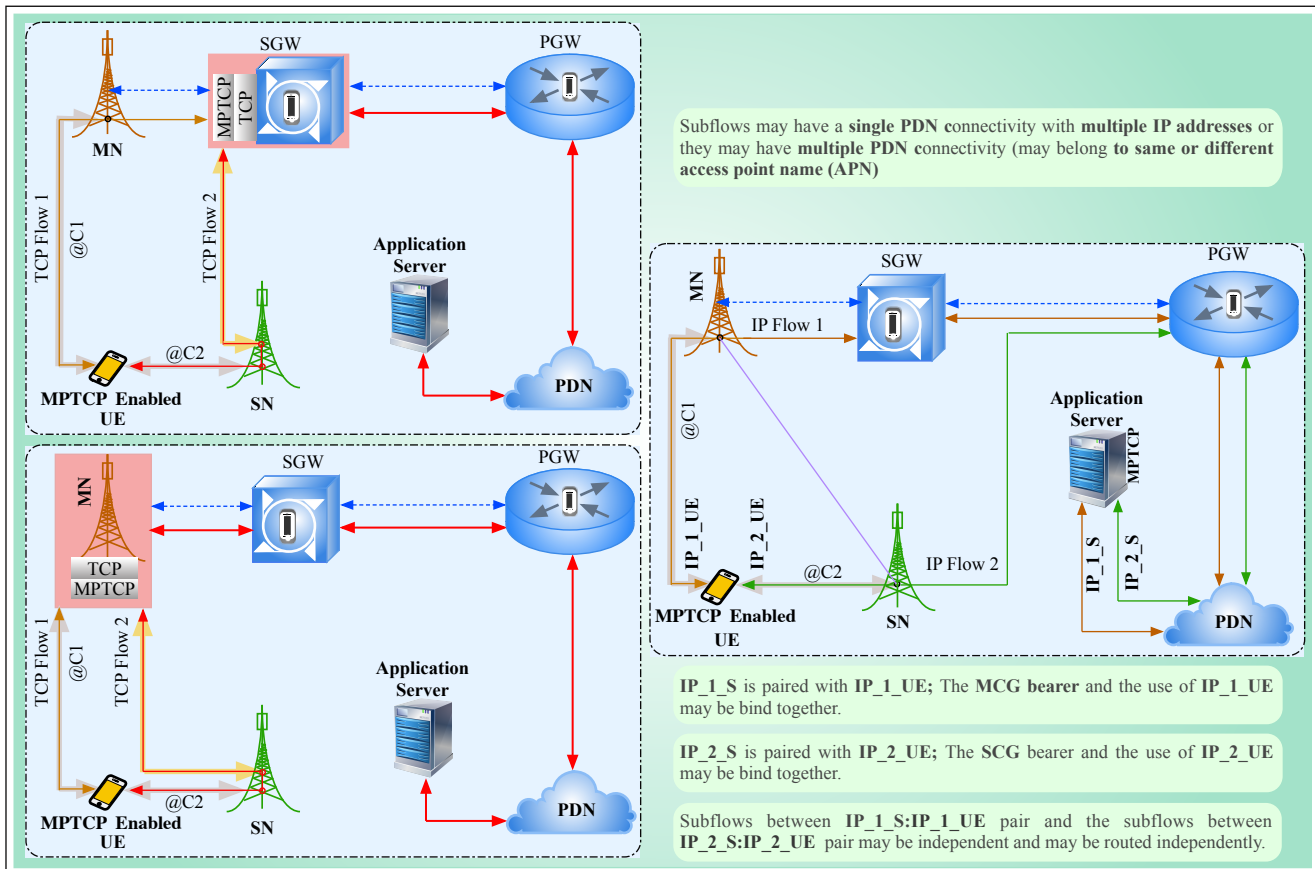 SGW
PGW
MPTCP
TCP
MN
TCP Flow 1
@C1
TCP Flow 2
Application
Server
@C2
MPTCP Enabled
UE
SN
PDN
SGW
PGW
MN
TCP
MPTCP
TCP Flow 1
@C1
TCP Flow 2
Application
Server
@C2
MPTCP Enabled
UE
SN
PDN
Subflows may have a single PDN connectivity with multiple IP addresses or
they may have multiple PDN connectivity (may belong to same or different
access point name (APN)
SGW
PGW
MN
IP Flow 1
@C1
Application
Server
MPTCP
IP_1_UE
IP_2_UE
IP_1_S
IP_2_S
@C2
IP Flow 2
MPTCP Enabled
UE
SN
PDN
IP_1_S is paired with IP_1_UE; The MCG bearer and the use of IP_1_UE
may be bind together.
IP_2_S is paired with IP_2_UE; The SCG bearer and the use of IP_2_UE
may be bind together.
Subflows between IP_1_S:IP_1_UE pair and the subflows between
IP_2_S:IP_2_UE pair may be independent and may be routed independently.